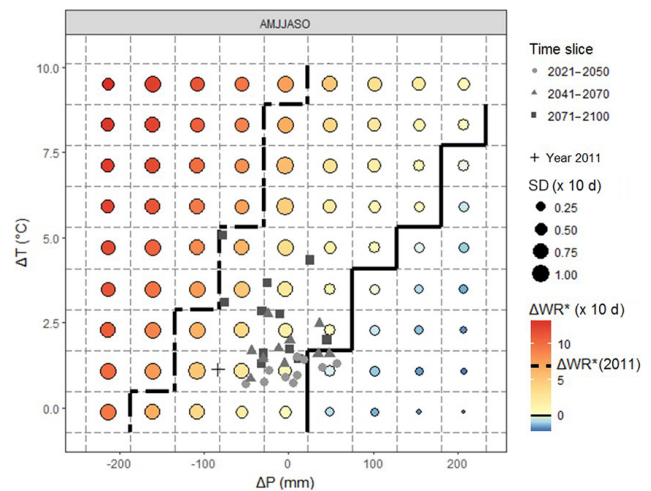 AMJJASO
10.0
7.5
5.0
2.5
0.0
ΔT (°C)
-200
-100
0
100
200
ΔP (mm)
Time slice
2021-2050
2041-2070
2071-2100
Year 2011
SD (x 10 d)
0.25
0.50
0.75
1.00
ΔWR* (x 10 d)
10
ΔWR*(2011)
5
0